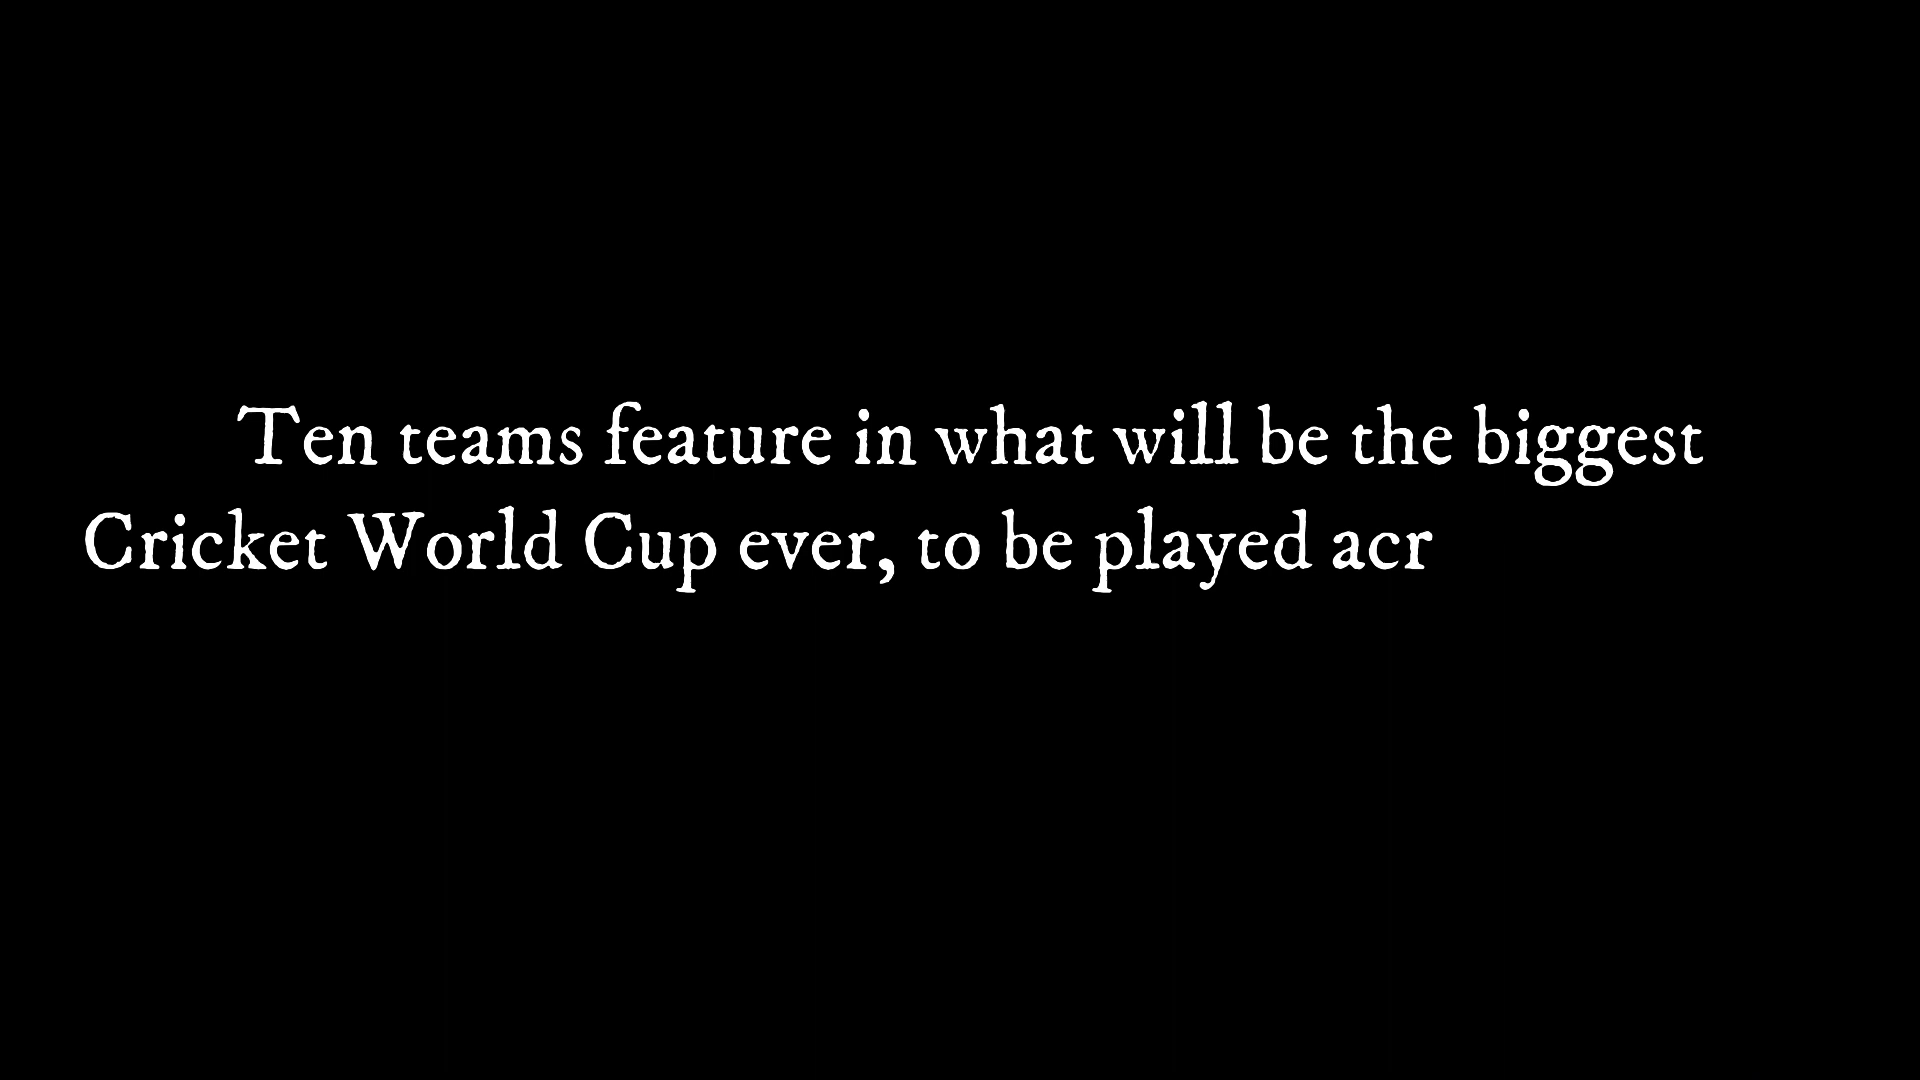 Ten teams feature in what will be the biggest
Cricket World Cup ever, to be played acr